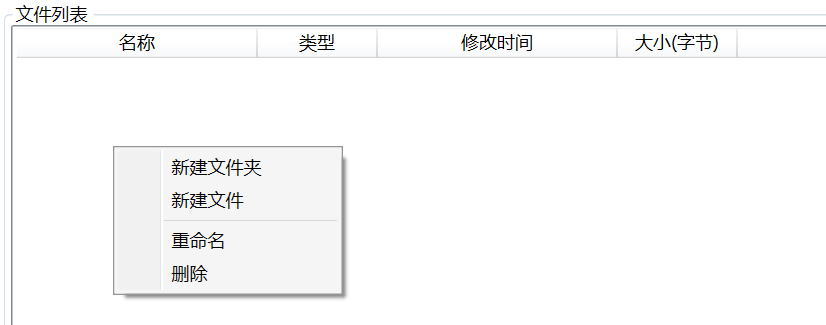 文件列表
名称 类型 修改时间 大小(字节)
新建文件夹
新建文件
重命名
删除